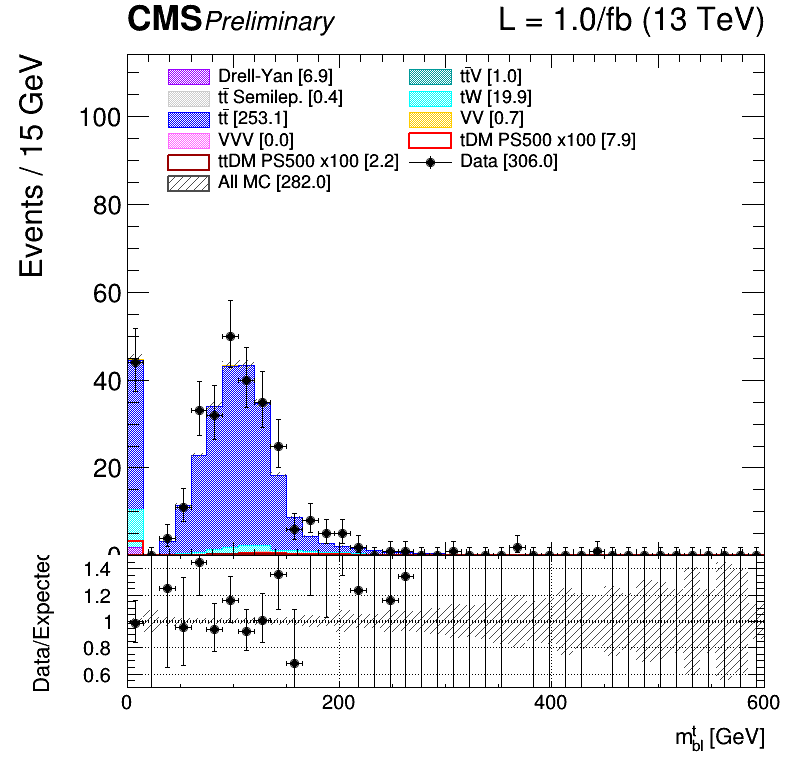 CMS Preliminary L = 1.0/fb (13 TeV)
Events / 15 GeV
Drell-Yan [6.9]
tt̄ Semilep. [0.4]
tt̄ [253.1]
VVV [0.0]
ttDM PS500 x100 [2.2]
All MC [282.0]
tt̄V [1.0]
tW [19.9]
VV [0.7]
tDM PS500 x100 [7.9]
Data [306.0]
100
80
60
40
20
0
Data/Expected
1.4
1.2
1
0.8
0.6
0 200 400 600
m^t_bl [GeV]